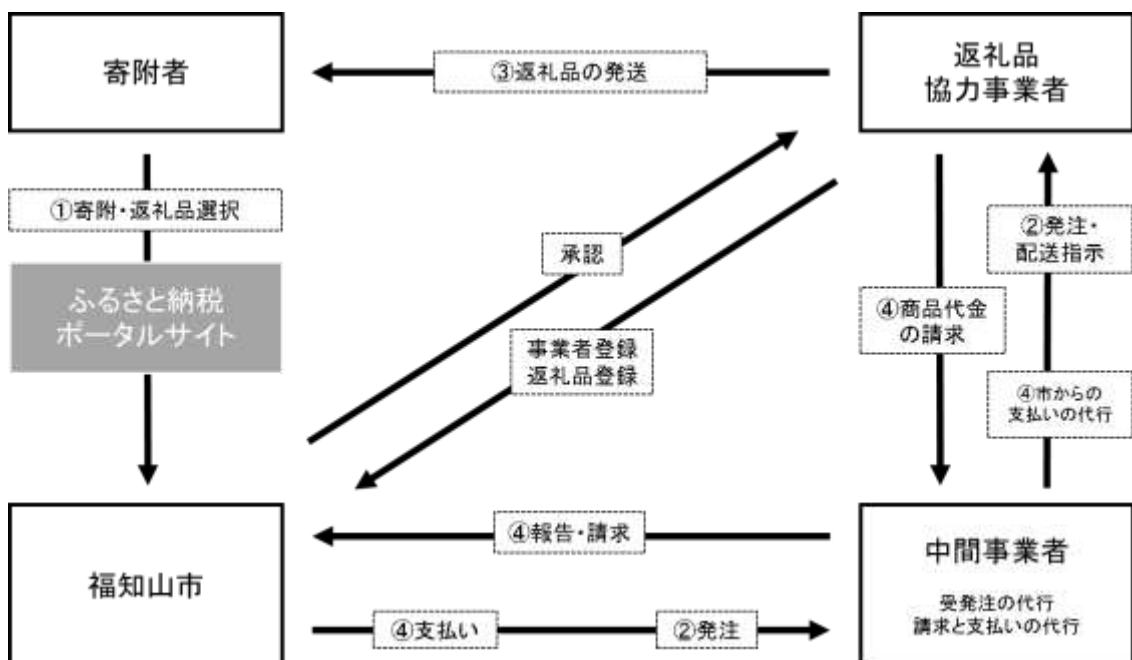 寄附者
③返礼品の発送
返礼品
協力事業者
①寄附・返礼品選択
ふるさと納税
ポータルサイト
承認
事業者登録
返礼品登録
④商品代金
の請求
②発注・
配送指示
④市からの
支払いの代行
福知山市
④報告・請求
④支払い
②発注
中間事業者
受発注の代行
請求と支払いの代行